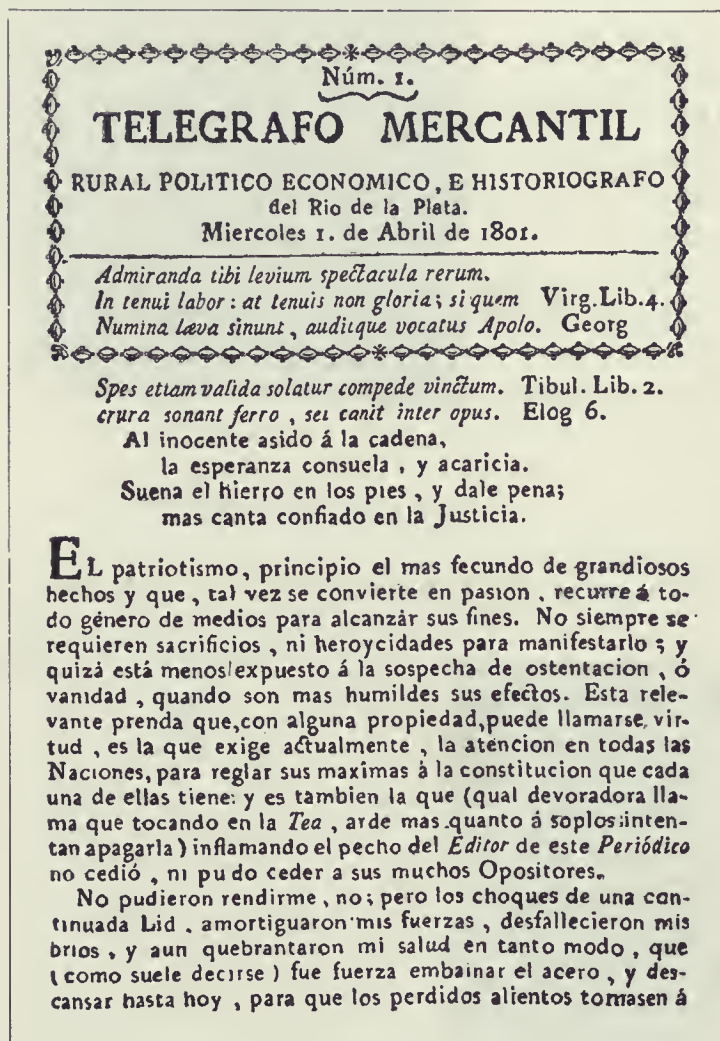 Núm. 1.
TELEGRAFO MERCANTIL
RURAL POLITICO ECONOMICO, E HISTORIOGRAFO
del Rio de la Plata.
Miercoles 1. de Abril de 1801.
Admiranda tibi levium spectacula rerum.
In tenui labor: at tenuis non gloria; si quem Virg. Lib. 4.
Numina læva sinunt, auditque vocatus Apolo. Georg
Spes etiam valida solatur compede vinctum. Tibul. Lib. 2.
crura sonant ferro, sei canit inter opus. Elog 6.
Al inocente asido á la cadena,
la esperanza consuela, y acaricia.
Suena el hierro en los pies, y dale pena;
mas canta confiado en la Justicia.
EL patriotismo, principio el mas fecundo de grandiosos
hechos y que, tal vez se convierte en pasion, recurre á to-
do género de medios para alcanzár sus fines. No siempre se
requieren sacrificios, ni heroycidades para manifestarlo; y
quizá está menos expuesto á la sospecha de ostentacion, ó
vanidad, quando son mas humildes sus efectos. Esta rele-
vante prenda que, con alguna propiedad, puede llamarse, vir-
tud, es la que exige actualmente, la atencion en todas las
Naciones, para reglar sus maximas á la constitucion que cada
una de ellas tiene: y es tambien la que (qual devoradora lla-
ma que tocando en la Tea, arde mas quanto á soplos inten-
tan apagarla) inflamando el pecho del Editor de este Periódico
no cedió, ni pudo ceder a sus muchos Opositores.
No pudieron rendirme, no; pero los choques de una con-
tinuada Lid, amortiguaron mis fuerzas, desfallecieron mis
brios, y aun quebrantaron mi salud en tanto modo, que
(como suele decirse) fue fuerza embainar el acero, y des-
cansar hasta hoy, para que los perdidos alientos tomasen á